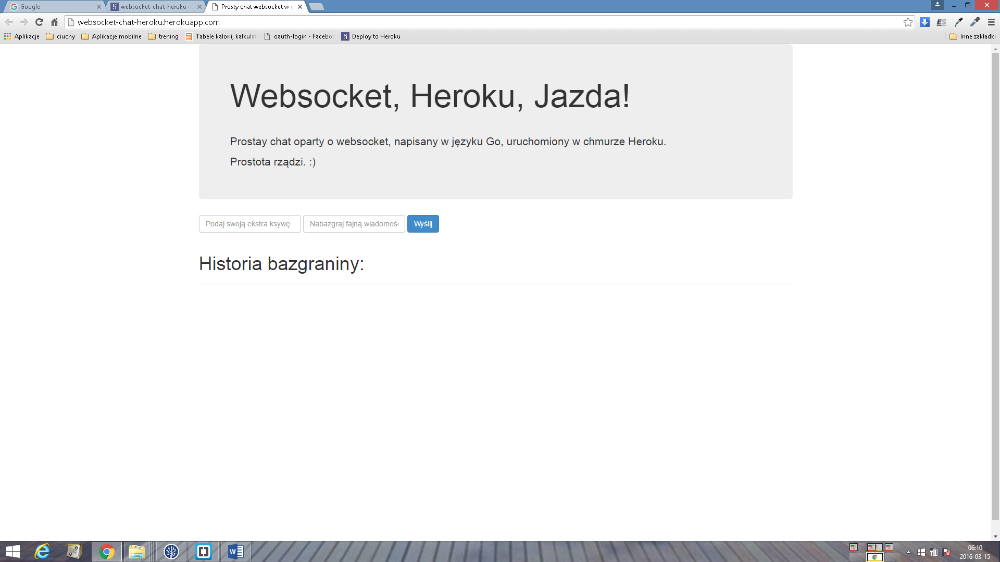 Google
websocket-chat-heroku
Prosty chat websocket w
websocket-chat-heroku.herokuapp.com
ES
Aplikacje
ciuchy
Aplikacje mobilne
trening
Tabele kalorii, kalkula
oauth-login - Facebo
Deploy to Heroku
Inne zakładki
Websocket, Heroku, Jazda!
Prostay chat oparty o websocket, napisany w języku Go, uruchomiony w chmurze Heroku.
Prostota rządzi. :)
Podaj swoją ekstra ksywę
Nabazgraj fajną wiadomość
Wyślij
Historia bazgraniny:
06:10
2016-03-15